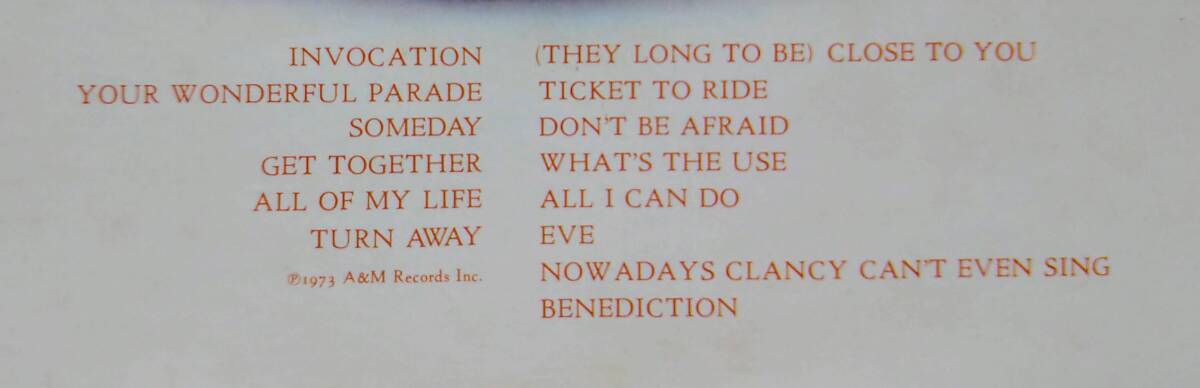 INVOCATION
YOUR WONDERFUL PARADE
SOMEDAY
GET TOGETHER
ALL OF MY LIFE
TURN AWAY
℗1973 A&M Records Inc.
(THEY LONG TO BE) CLOSE TO YOU
TICKET TO RIDE
DON'T BE AFRAID
WHAT'S THE USE
ALL I CAN DO
EVE
NOWADAYS CLANCY CAN'T EVEN SING
BENEDICTION